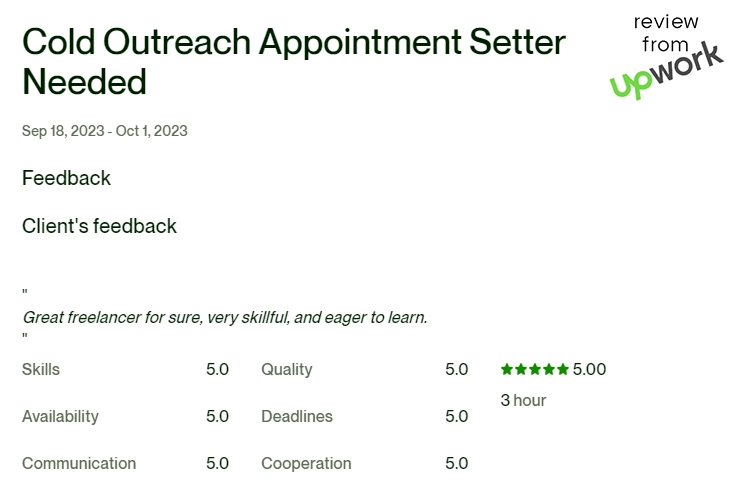 Cold Outreach Appointment Setter
Needed
review
from
upwork
Sep 18, 2023 - Oct 1, 2023
Feedback
Client's feedback
"
Great freelancer for sure, very skillful, and eager to learn.
"
Skills 5.0 Quality 5.0 5.00
3 hour
Availability 5.0 Deadlines 5.0
Communication 5.0 Cooperation 5.0